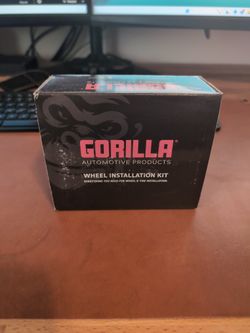 GORILLA®
AUTOMOTIVE PRODUCTS
WHEEL INSTALLATION KIT
EVERYTHING YOU NEED FOR WHEEL & TIRE INSTALLATION